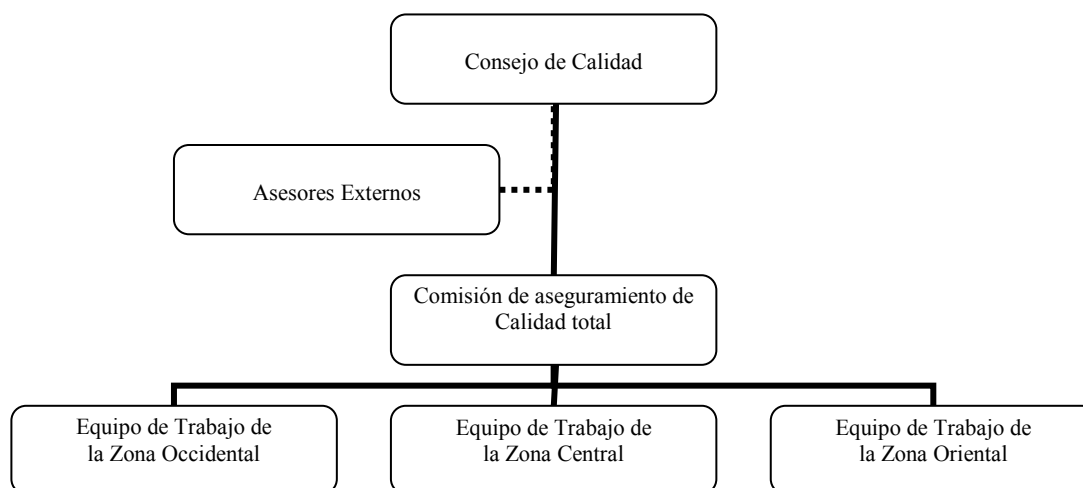 Consejo de Calidad
Asesores Externos
Comisión de aseguramiento de
Calidad total
Equipo de Trabajo de
la Zona Occidental
Equipo de Trabajo de
la Zona Central
Equipo de Trabajo de
la Zona Oriental